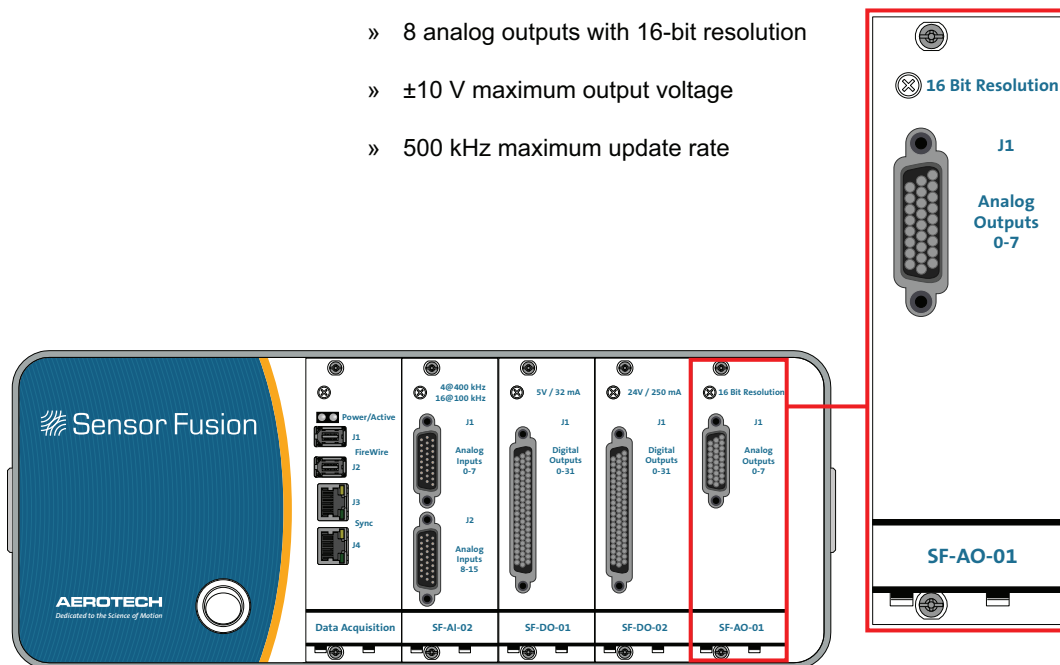 » 8 analog outputs with 16-bit resolution
» ±10 V maximum output voltage
» 500 kHz maximum update rate
16 Bit Resolution
J1
Analog
Outputs
0-7
SF-AO-01
Sensor Fusion
AEROTECH
Dedicated to the Science of Motion
Power/Active
J1
FireWire
J2
J3
Sync
J4
Data Acquisition
4@400 kHz
16@100 kHz
J1
Analog
Inputs
0-7
J2
Analog
Inputs
8-15
SF-AI-02
5V / 32 mA
J1
Digital
Outputs
0-31
SF-DO-01
24V / 250 mA
J1
Digital
Outputs
0-31
SF-DO-02
16 Bit Resolution
J1
Analog
Outputs
0-7
SF-AO-01